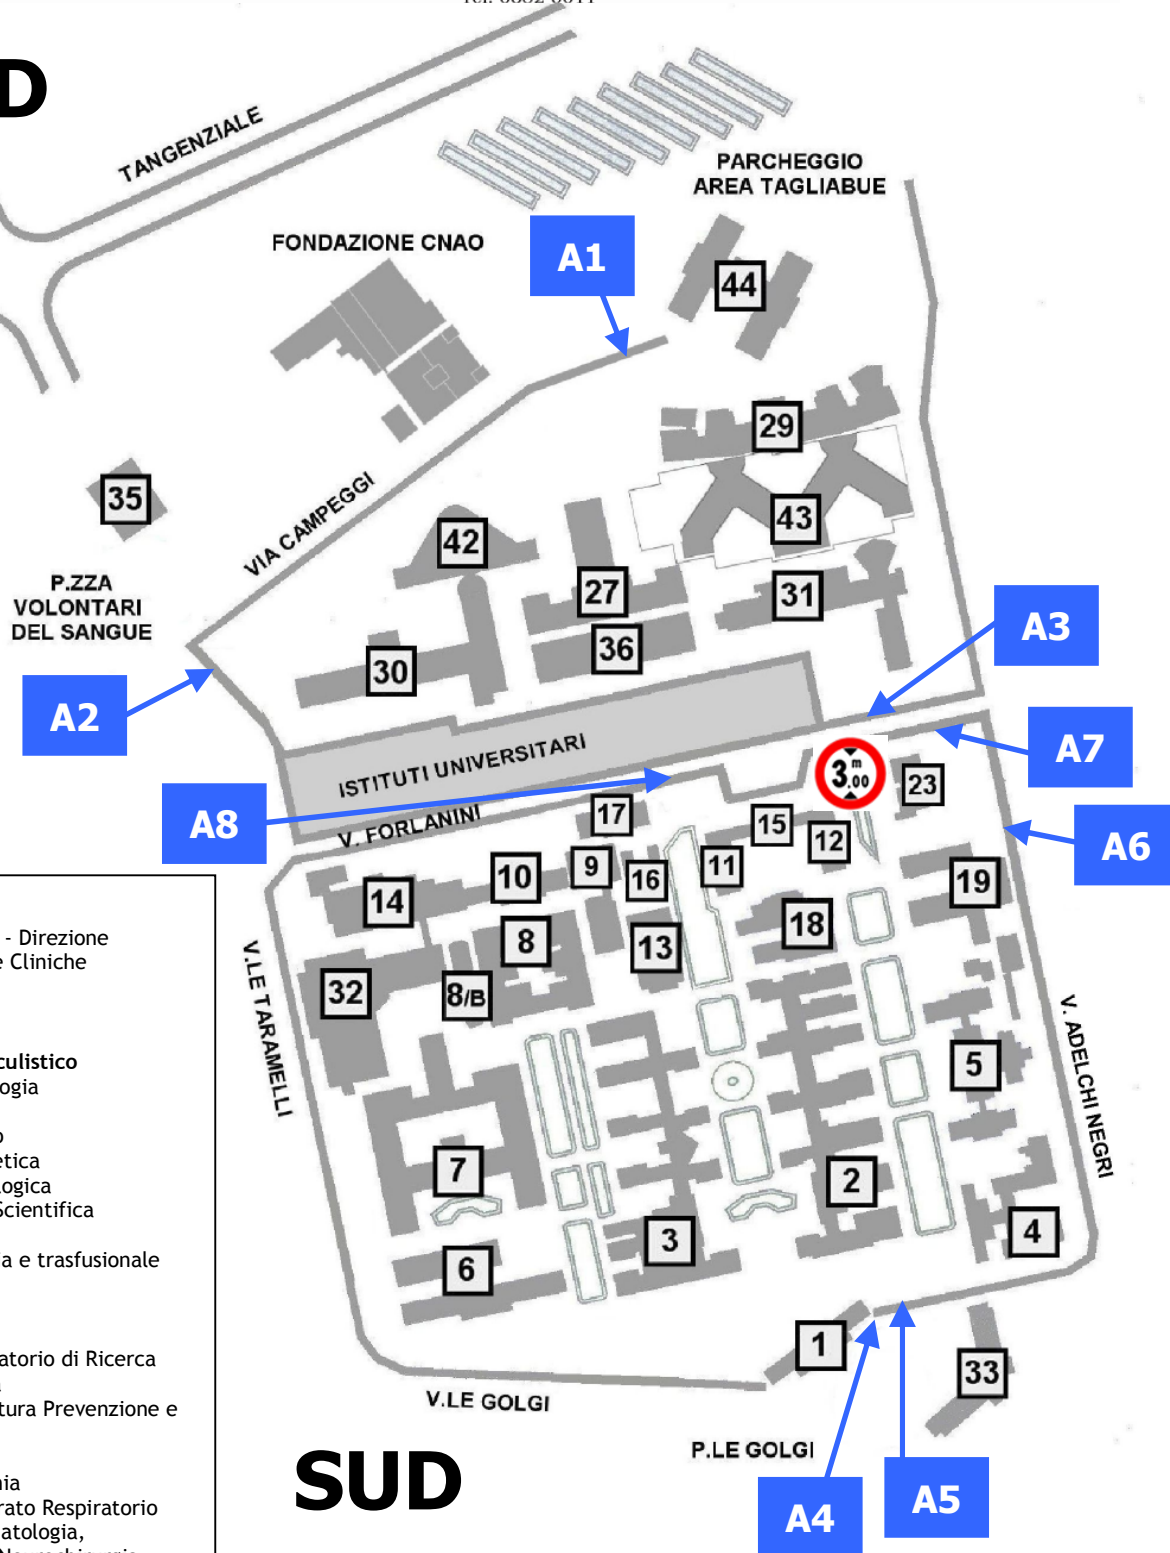 D
TANGENZIALE
PARCHEGGIO
AREA TAGLIABUE
FONDAZIONE CNAO
A1
44
29
35
VIA CAMPEGGI
43
42
P.ZZA
VOLONTARI
DEL SANGUE
27
31
A3
36
30
A2
ISTITUTI UNIVERSITARI
A7
3 m
.00
23
A8
V. FORLANINI
17
15
12
A6
9
11
10
16
19
14
18
8
13
- Direzione
e Cliniche
V.LE TARAMELLI
32
8/B
V. ADELCHI NEGRI
culistico
ogia
5
o
etica
logica
Scientifica
7
2
4
3
a e trasfusionale
6
1
atorio di Ricerca
33
tura Prevenzione e
V.LE GOLGI
P.LE GOLGI
SUD
nia
rato Respiratorio
atologia,
A4
A5